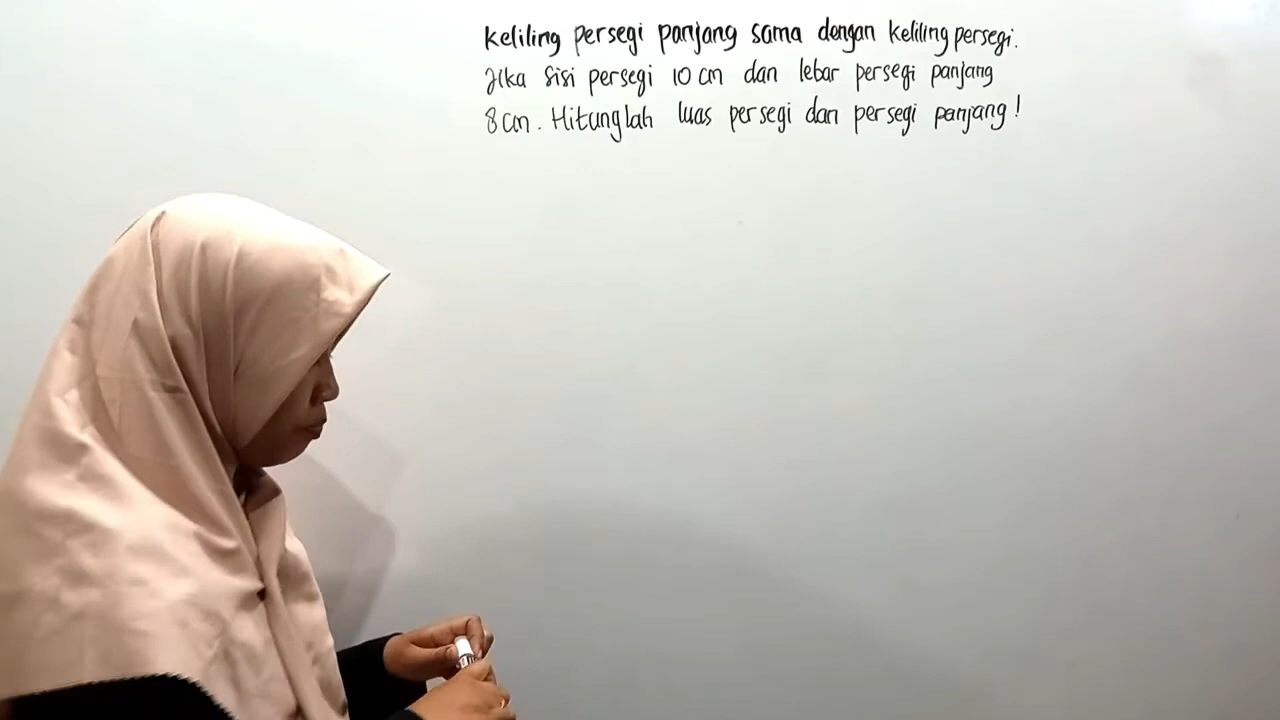 Keliling persegi panjang sama dengan keliling persegi.
Jika sisi persegi 10 cm dan lebar persegi panjang
8 cm. Hitunglah luas persegi dan persegi panjang!